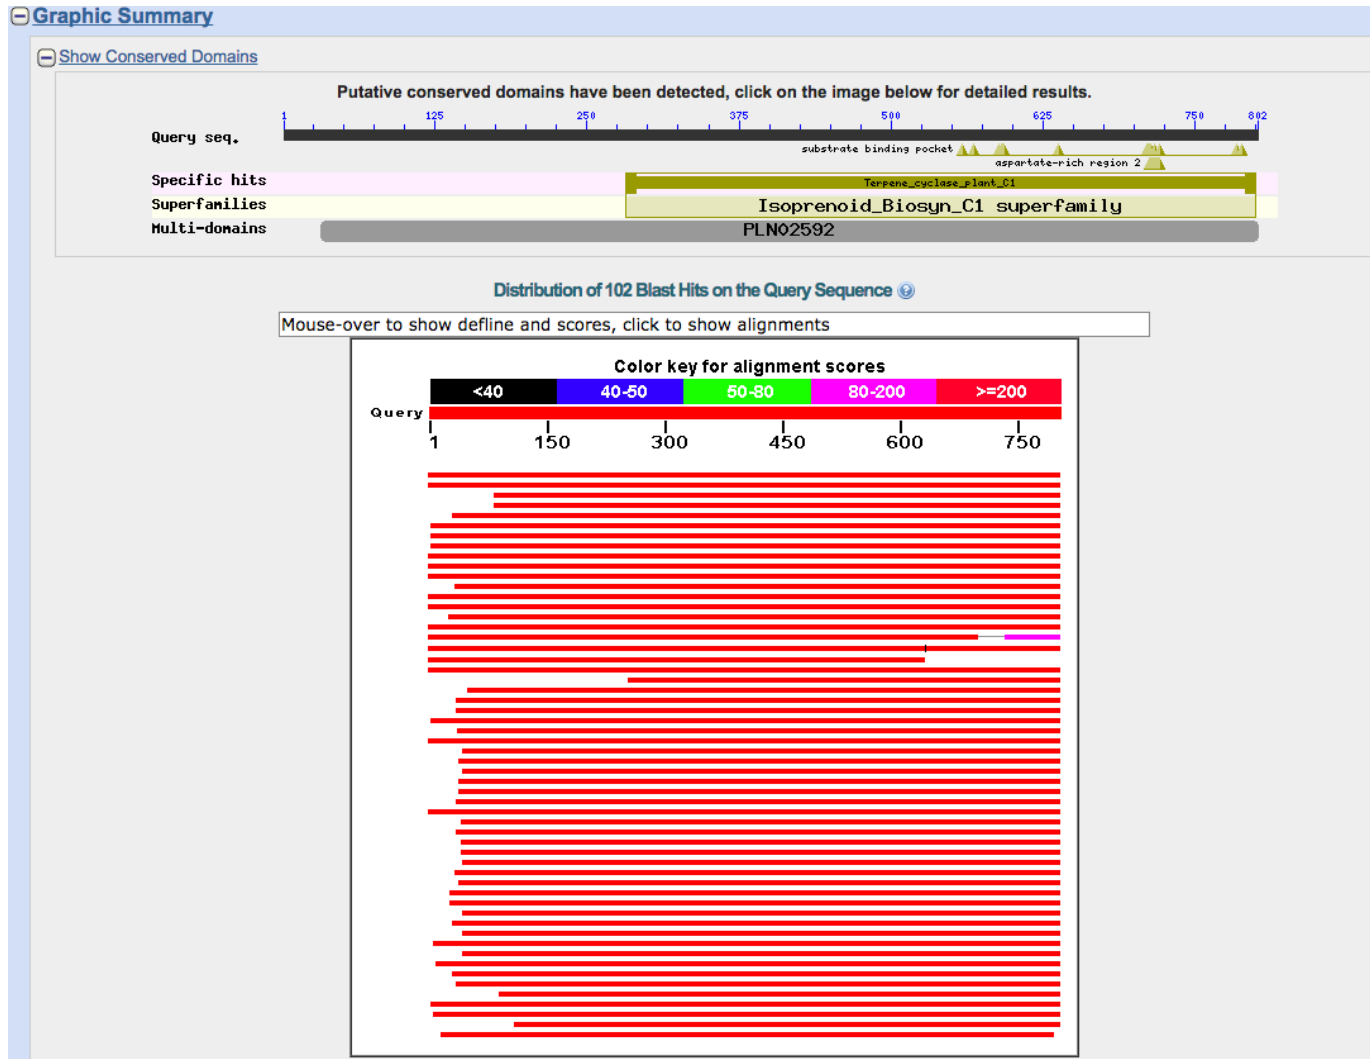 Graphic Summary
Show Conserved Domains
Putative conserved domains have been detected, click on the image below for detailed results.
1 125 250 375 500 625 750 802
Query seq.
substrate binding pocket
aspartate-rich region 2
Specific hits Terpene_cyclase_plant_C1
Superfamilies Isoprenoid_Biosyn_C1 superfamily
Multi-domains PLN02592
Distribution of 102 Blast Hits on the Query Sequence
Mouse-over to show defline and scores, click to show alignments
Color key for alignment scores
<40 40-50 50-80 80-200 >=200
Query
1 150 300 450 600 750